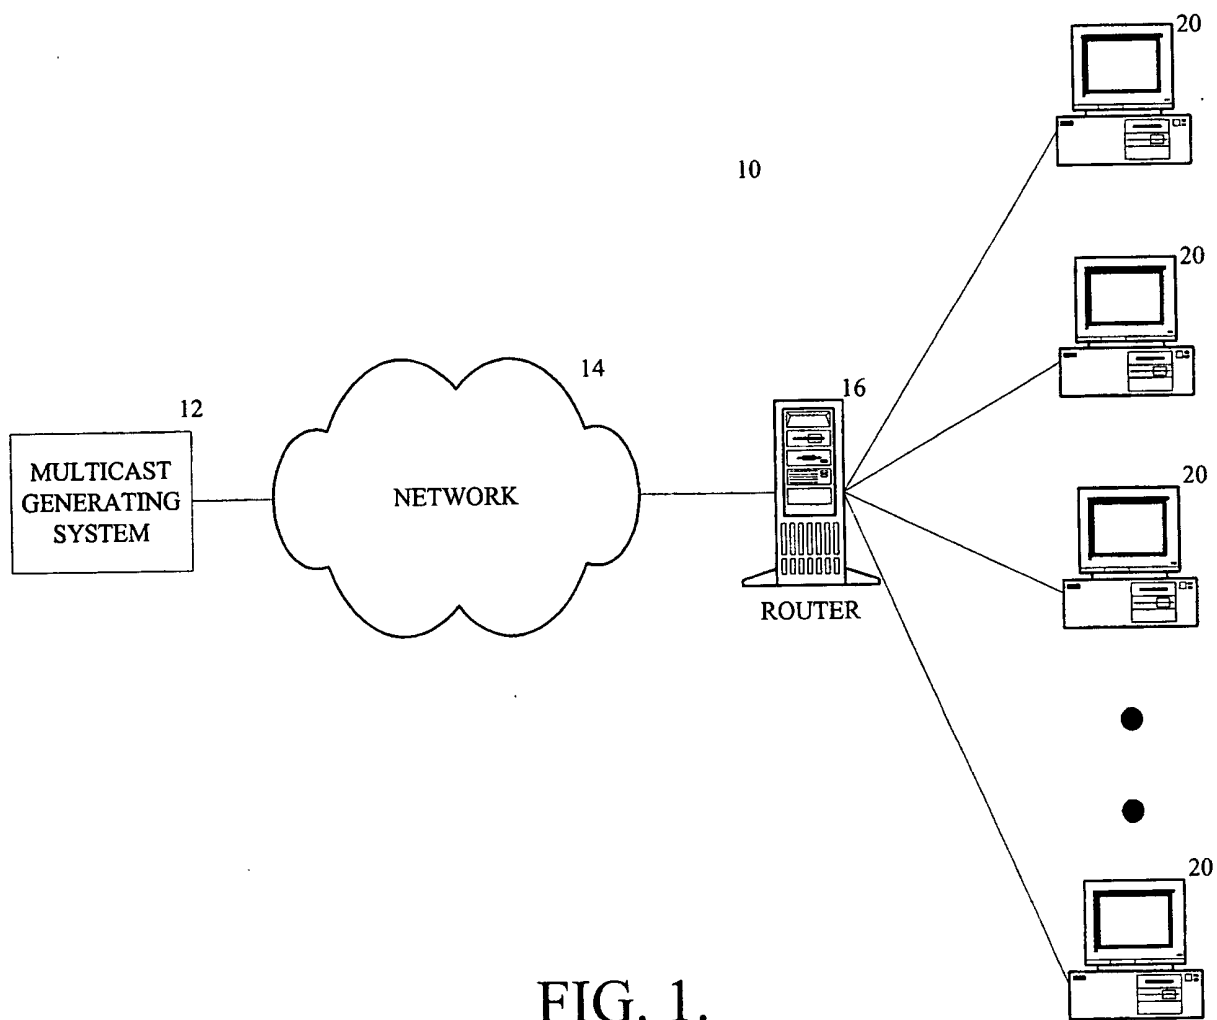 20
10
20
14
16
12
MULTICAST
GENERATING
SYSTEM
NETWORK
20
ROUTER
20
FIG. 1.